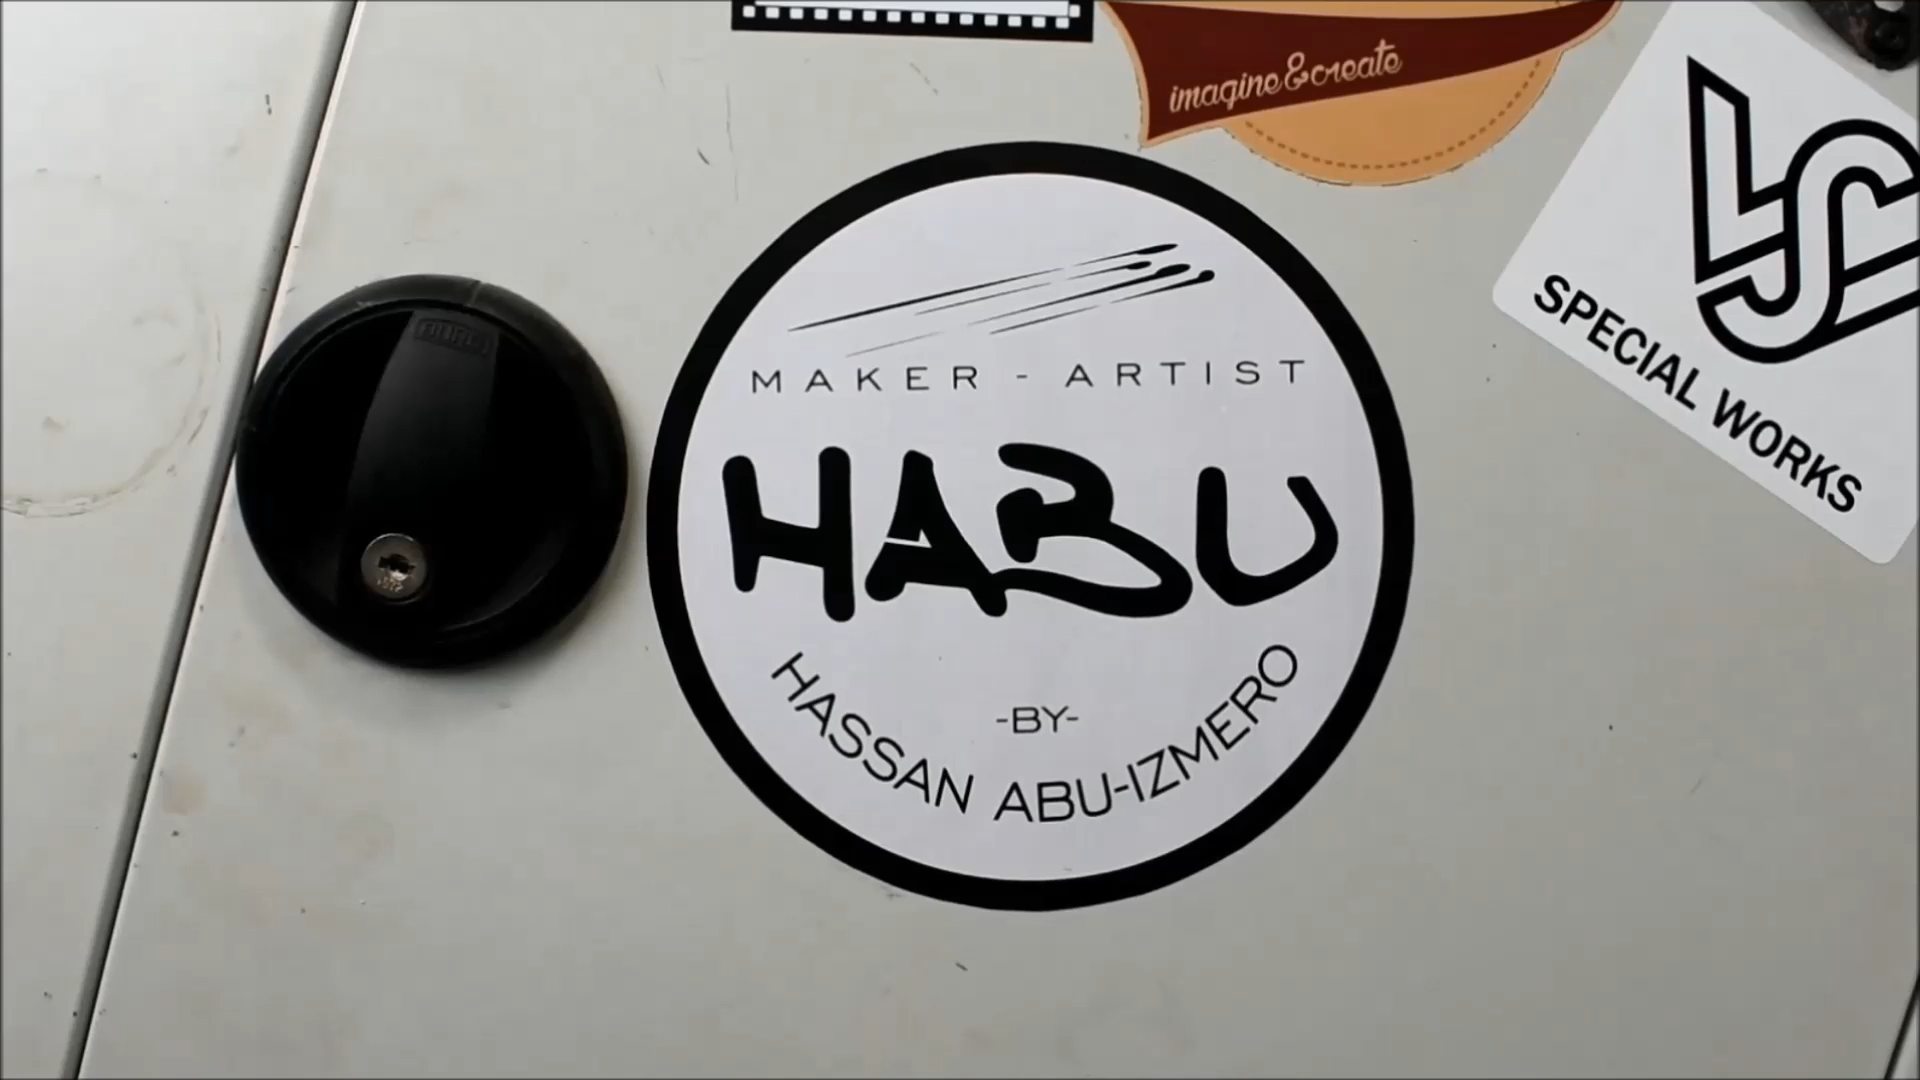 imagine&create
SPECIAL WORKS
MAKER - ARTIST
HABU
-BY-
HASSAN ABU-IZMERO